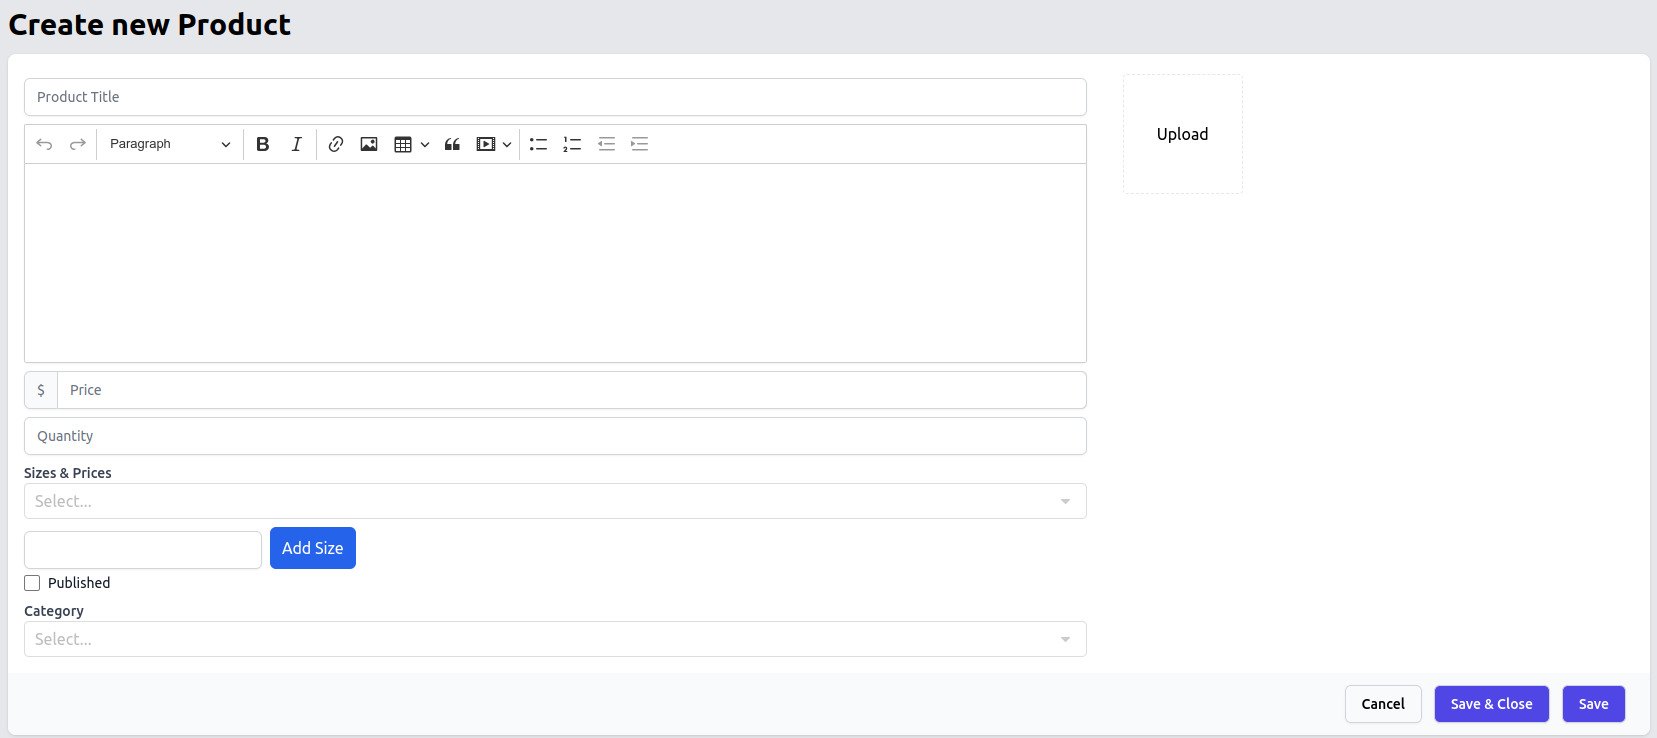 Create new Product
Product Title
Paragraph
Upload
$ Price
Quantity
Sizes & Prices
Select...
Add Size
Published
Category
Select...
Cancel Save & Close Save